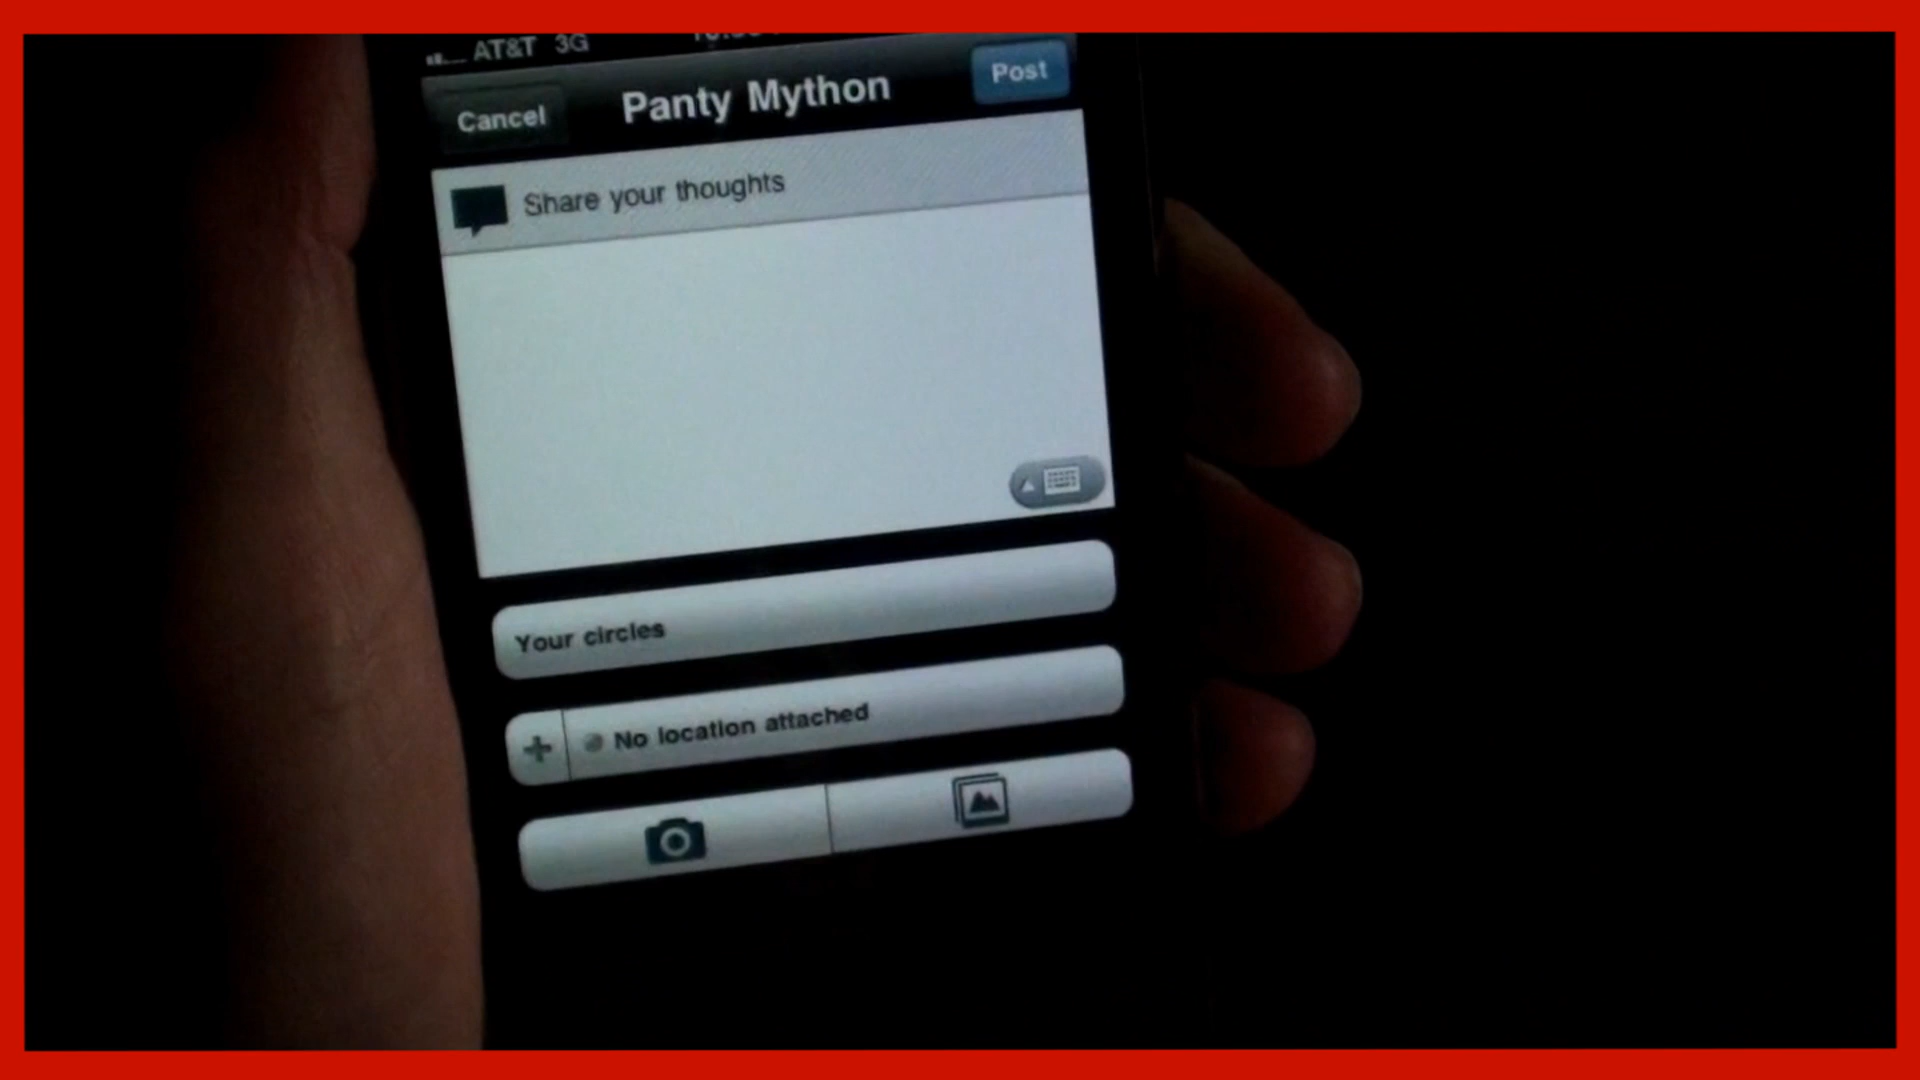 AT&T 3G
Cancel Panty Mython Post
Share your thoughts
Your circles
No location attached